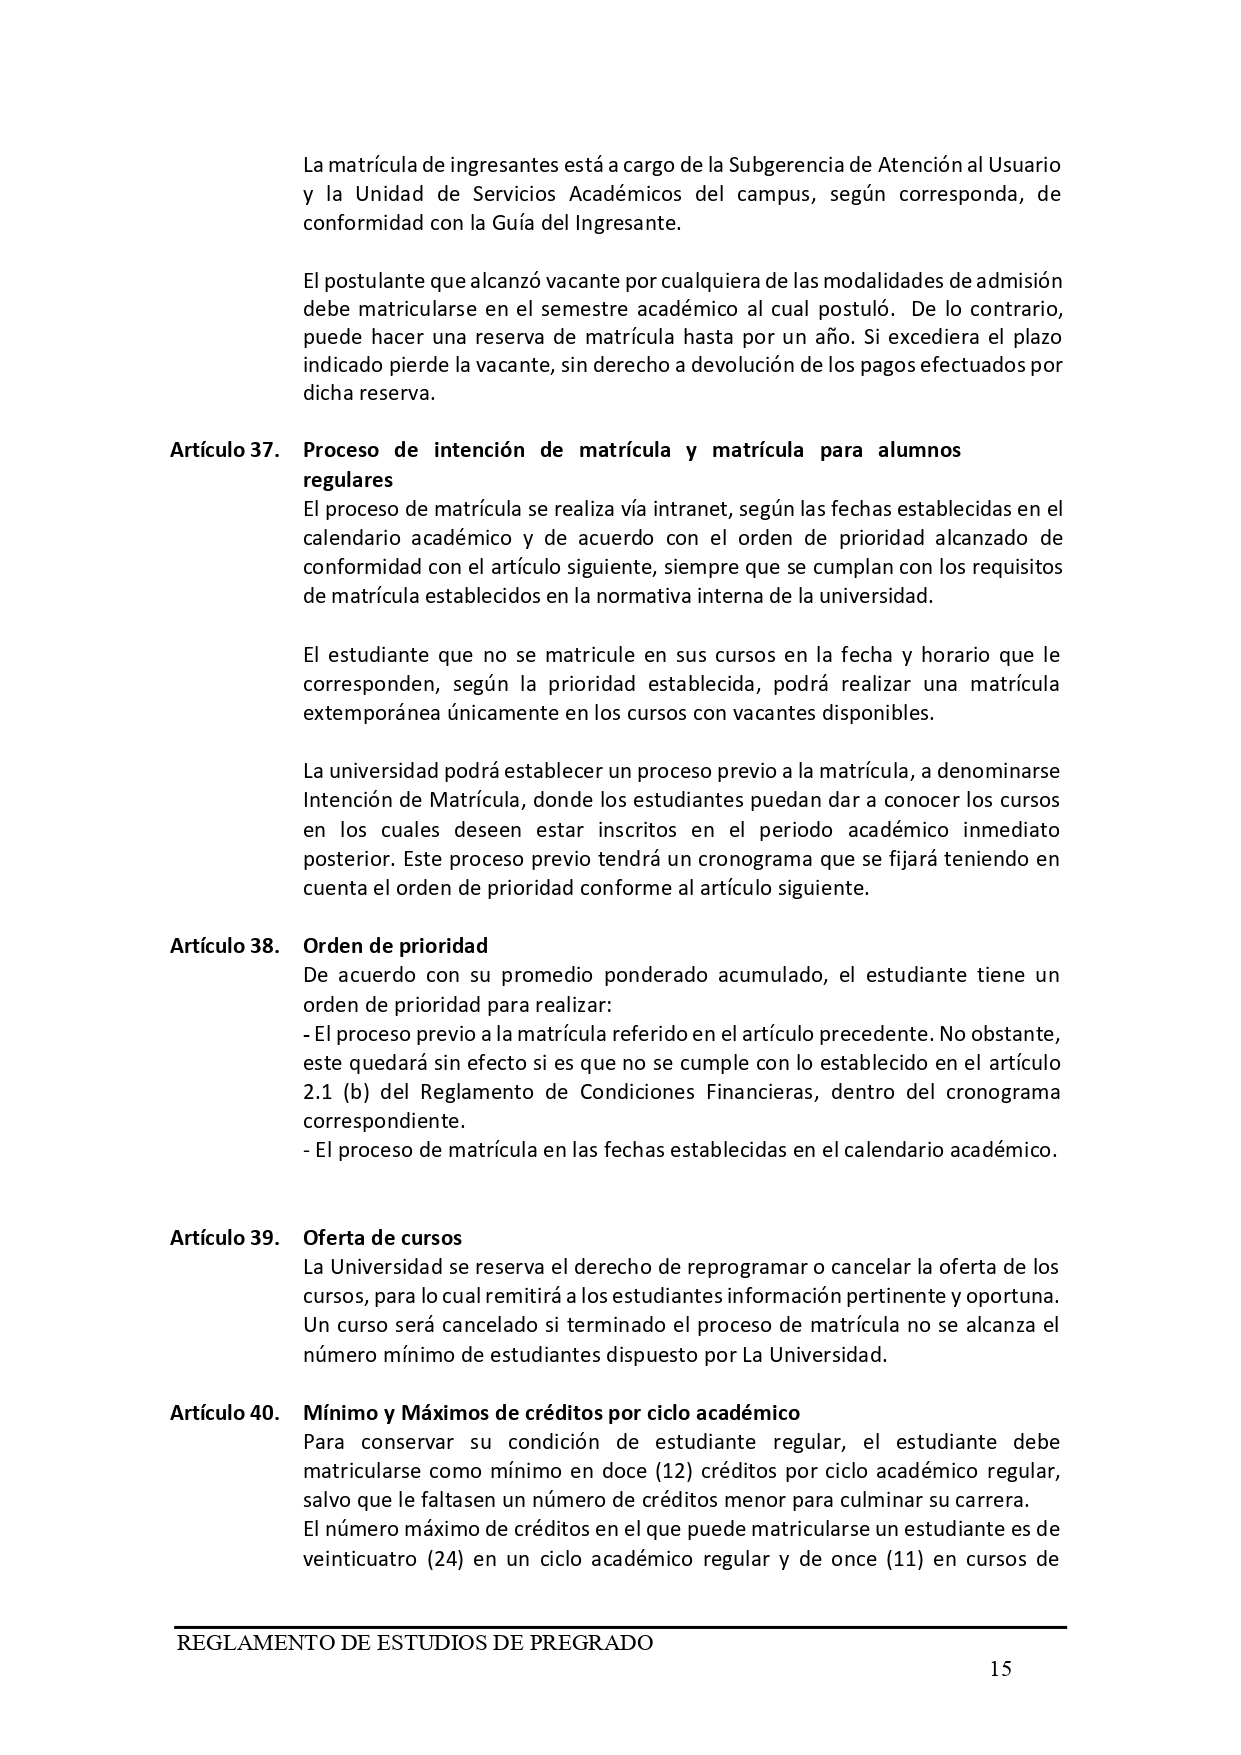 La matrícula de ingresantes está a cargo de la Subgerencia de Atención al Usuario
y la Unidad de Servicios Académicos del campus, según corresponda, de
conformidad con la Guía del Ingresante.
El postulante que alcanzó vacante por cualquiera de las modalidades de admisión
debe matricularse en el semestre académico al cual postuló. De lo contrario,
puede hacer una reserva de matrícula hasta por un año. Si excediera el plazo
indicado pierde la vacante, sin derecho a devolución de los pagos efectuados por
dicha reserva.
Artículo 37. Proceso de intención de matrícula y matrícula para alumnos
regulares
El proceso de matrícula se realiza vía intranet, según las fechas establecidas en el
calendario académico y de acuerdo con el orden de prioridad alcanzado de
conformidad con el artículo siguiente, siempre que se cumplan con los requisitos
de matrícula establecidos en la normativa interna de la universidad.
El estudiante que no se matricule en sus cursos en la fecha y horario que le
corresponden, según la prioridad establecida, podrá realizar una matrícula
extemporánea únicamente en los cursos con vacantes disponibles.
La universidad podrá establecer un proceso previo a la matrícula, a denominarse
Intención de Matrícula, donde los estudiantes puedan dar a conocer los cursos
en los cuales deseen estar inscritos en el periodo académico inmediato
posterior. Este proceso previo tendrá un cronograma que se fijará teniendo en
cuenta el orden de prioridad conforme al artículo siguiente.
Artículo 38. Orden de prioridad
De acuerdo con su promedio ponderado acumulado, el estudiante tiene un
orden de prioridad para realizar:
- El proceso previo a la matrícula referido en el artículo precedente. No obstante,
este quedará sin efecto si es que no se cumple con lo establecido en el artículo
2.1 (b) del Reglamento de Condiciones Financieras, dentro del cronograma
correspondiente.
- El proceso de matrícula en las fechas establecidas en el calendario académico.
Artículo 39. Oferta de cursos
La Universidad se reserva el derecho de reprogramar o cancelar la oferta de los
cursos, para lo cual remitirá a los estudiantes información pertinente y oportuna.
Un curso será cancelado si terminado el proceso de matrícula no se alcanza el
número mínimo de estudiantes dispuesto por La Universidad.
Artículo 40. Mínimo y Máximos de créditos por ciclo académico
Para conservar su condición de estudiante regular, el estudiante debe
matricularse como mínimo en doce (12) créditos por ciclo académico regular,
salvo que le faltasen un número de créditos menor para culminar su carrera.
El número máximo de créditos en el que puede matricularse un estudiante es de
veinticuatro (24) en un ciclo académico regular y de once (11) en cursos de
REGLAMENTO DE ESTUDIOS DE PREGRADO
15